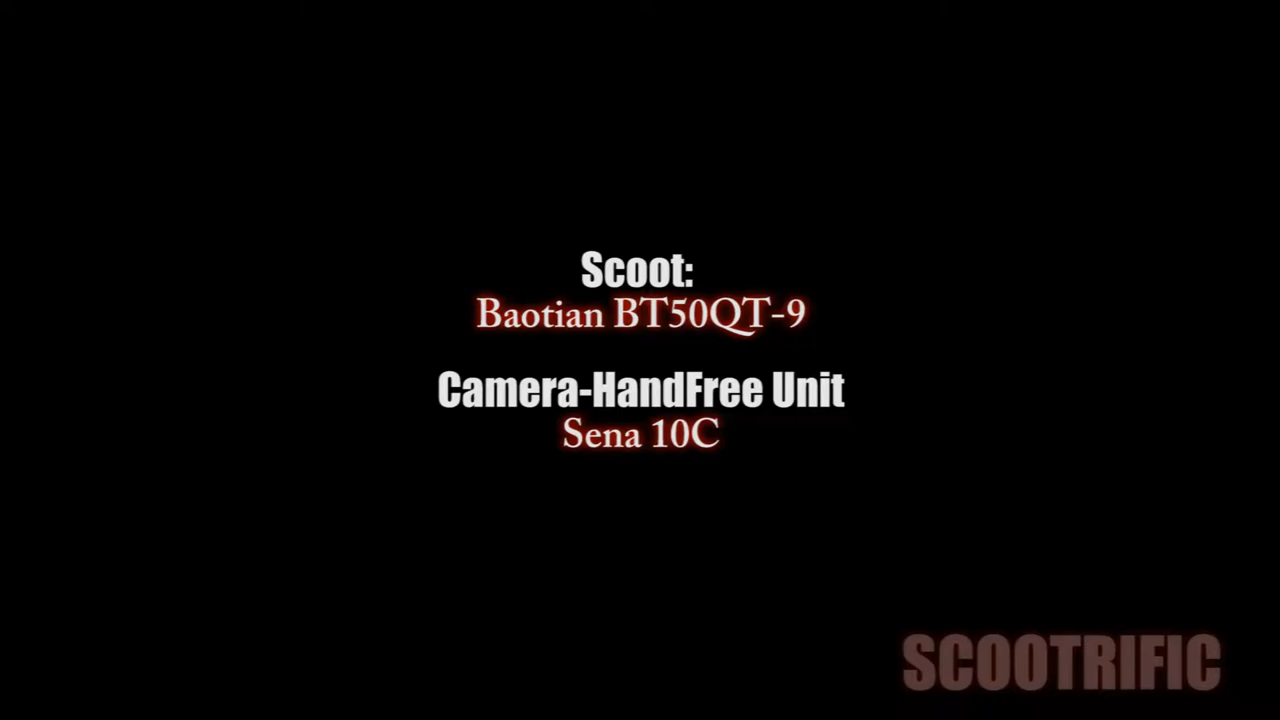 Scoot:
Baotian BT50QT-9
Camera-HandFree Unit
Sena 10C
SCOOTRIFIC